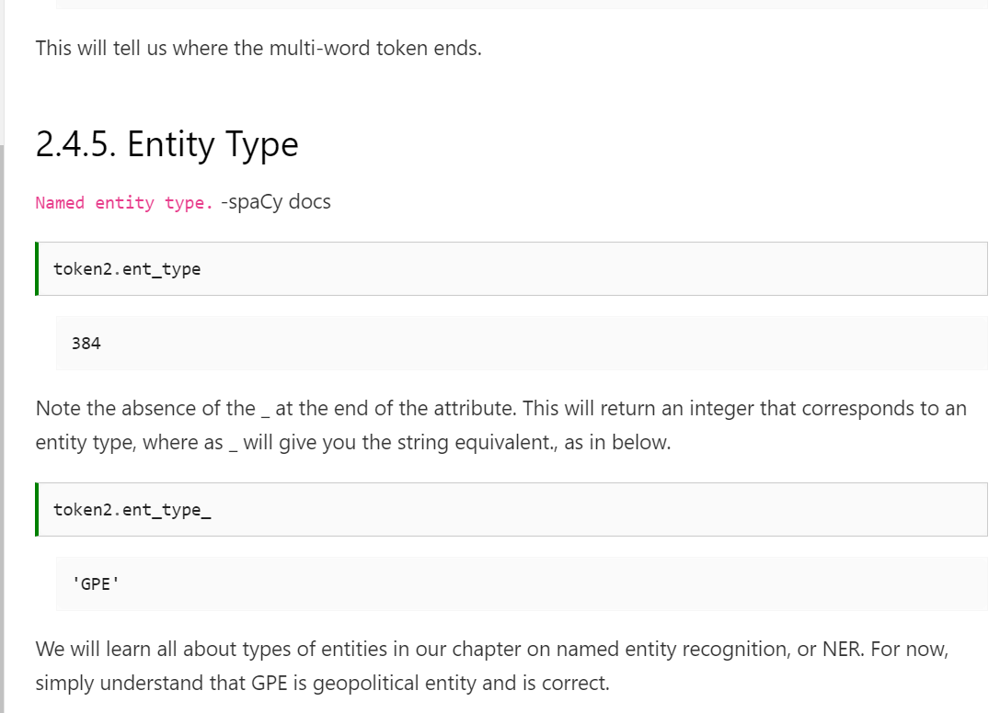 This will tell us where the multi-word token ends.
2.4.5. Entity Type
Named entity type. -spaCy docs
token2.ent_type
384
Note the absence of the _ at the end of the attribute. This will return an integer that corresponds to an
entity type, where as _ will give you the string equivalent., as in below.
token2.ent_type_
'GPE'
We will learn all about types of entities in our chapter on named entity recognition, or NER. For now,
simply understand that GPE is geopolitical entity and is correct.